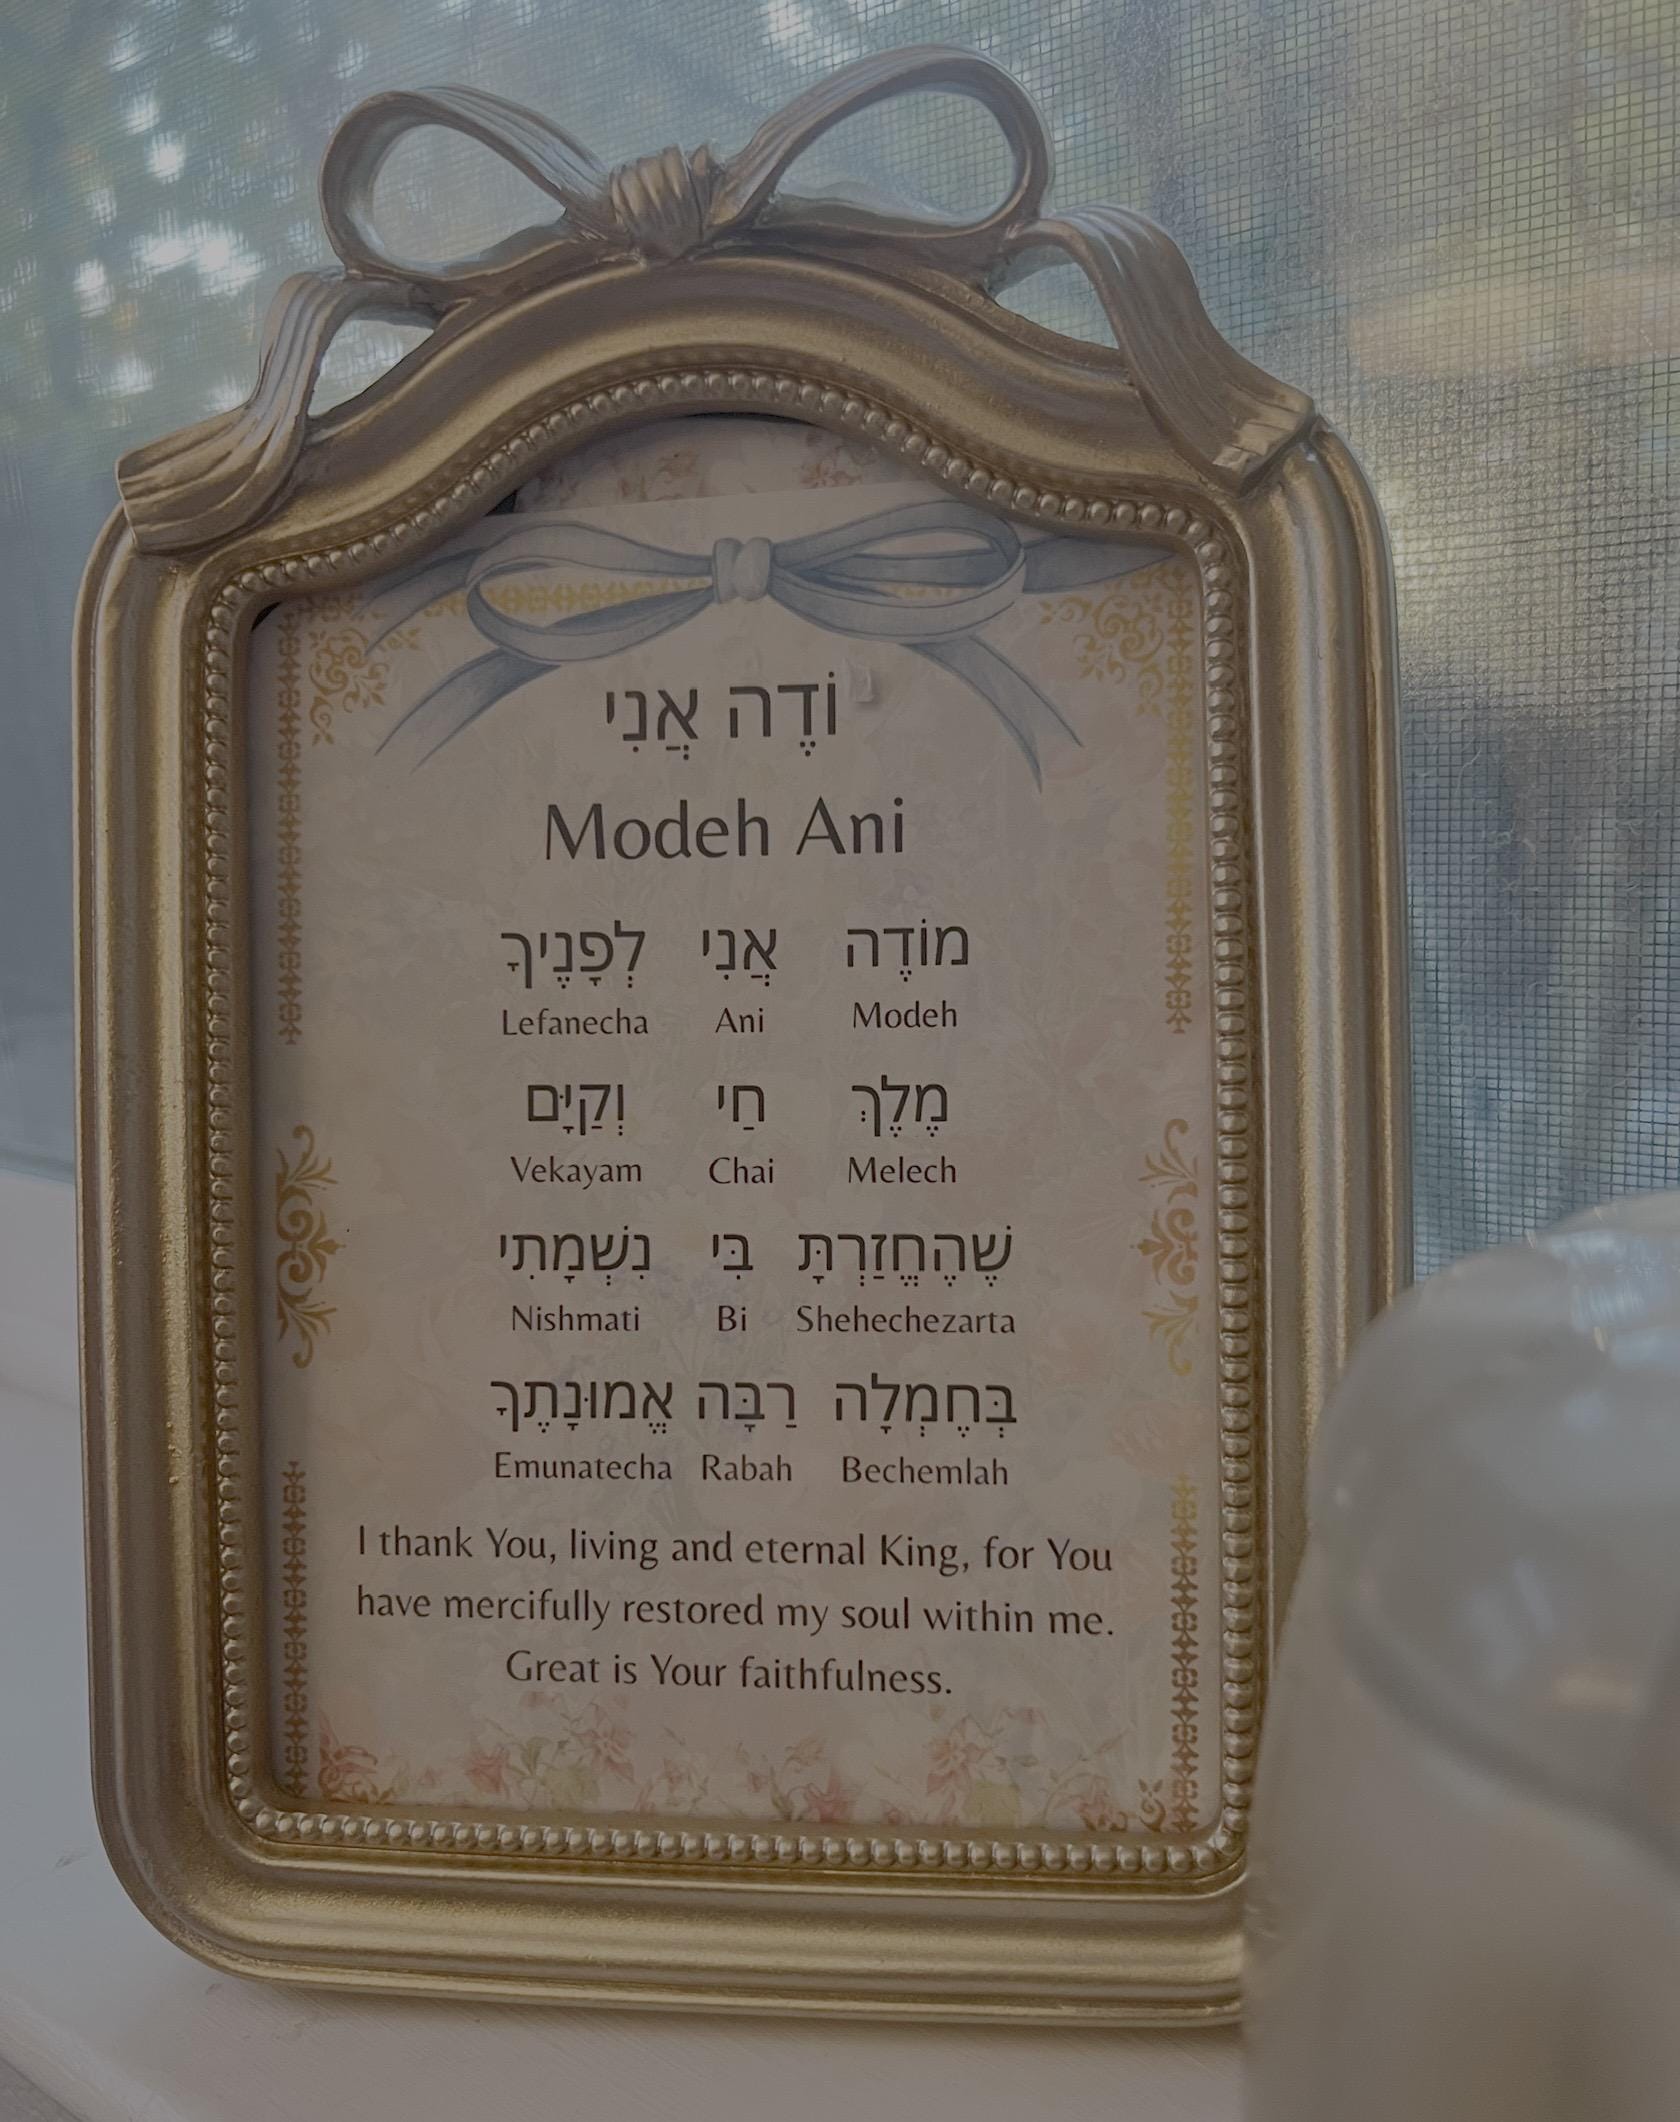 וֹדֶה אֲנִי
Modeh Ani
מוֹדֶה אֲנִי לְפָנֶיךָ
Modeh Ani Lefanecha
מֶלֶךְ חַי וְקַיָּם
Melech Chai Vekayam
שֶׁהֶחֱזַרְתָּ בִּי נִשְׁמָתִי
Shehechezarta Bi Nishmati
בְּחֶמְלָה רַבָּה אֱמוּנָתֶךָ
Bechemlah Rabah Emunatecha
I thank You, living and eternal King, for You
have mercifully restored my soul within me.
Great is Your faithfulness.